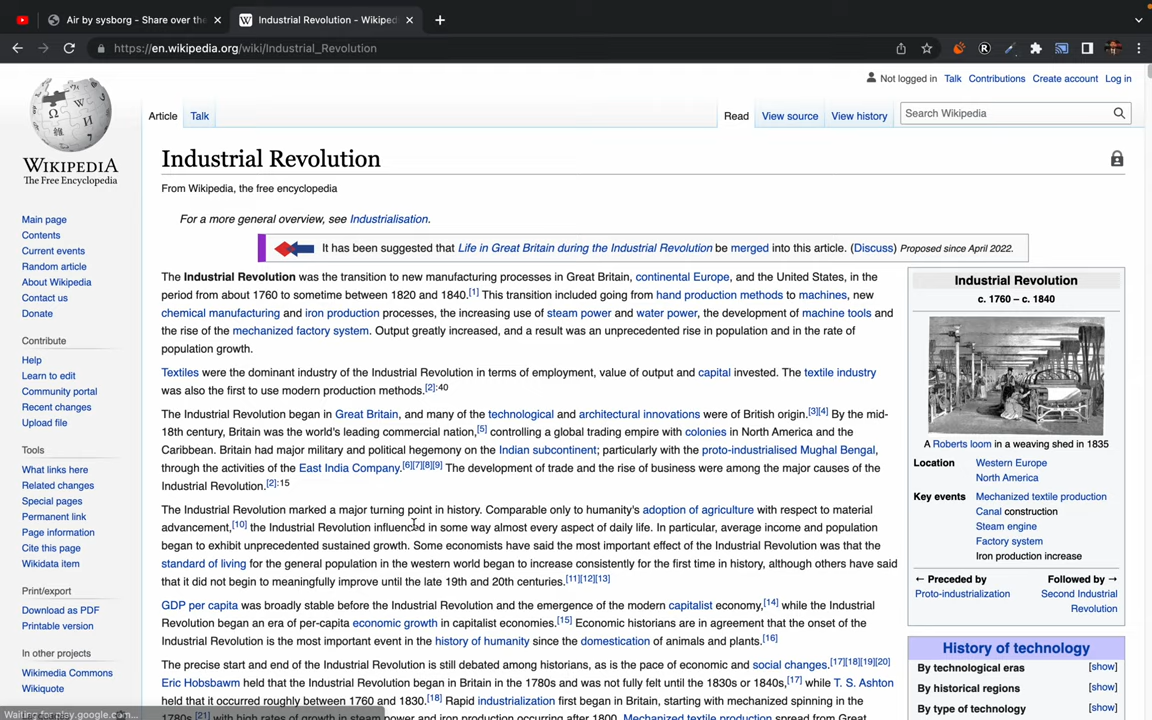 Air by sysborg - Share over the
Industrial Revolution - Wikiped
https://en.wikipedia.org/wiki/Industrial_Revolution
Not logged in Talk Contributions Create account Log in
Article Talk Read View source View history Search Wikipedia
WIKIPEDIA
The Free Encyclopedia
Main page
Contents
Current events
Random article
About Wikipedia
Contact us
Donate
Contribute
Help
Learn to edit
Community portal
Recent changes
Upload file
Tools
What links here
Related changes
Special pages
Permanent link
Page information
Cite this page
Wikidata item
Print/export
Download as PDF
Printable version
In other projects
Wikimedia Commons
Wikiquote
Industrial Revolution
From Wikipedia, the free encyclopedia
For a more general overview, see Industrialisation.
It has been suggested that Life in Great Britain during the Industrial Revolution be merged into this article. (Discuss) Proposed since April 2022.
The Industrial Revolution was the transition to new manufacturing processes in Great Britain, continental Europe, and the United States, in the
period from about 1760 to sometime between 1820 and 1840.[1] This transition included going from hand production methods to machines, new
chemical manufacturing and iron production processes, the increasing use of steam power and water power, the development of machine tools and
the rise of the mechanized factory system. Output greatly increased, and a result was an unprecedented rise in population and in the rate of
population growth.
Textiles were the dominant industry of the Industrial Revolution in terms of employment, value of output and capital invested. The textile industry
was also the first to use modern production methods.[2]:40
The Industrial Revolution began in Great Britain, and many of the technological and architectural innovations were of British origin.[3][4] By the mid-
18th century, Britain was the world's leading commercial nation,[5] controlling a global trading empire with colonies in North America and the
Caribbean. Britain had major military and political hegemony on the Indian subcontinent; particularly with the proto-industrialised Mughal Bengal,
through the activities of the East India Company.[6][7][8][9] The development of trade and the rise of business were among the major causes of the
Industrial Revolution.[2]:15
The Industrial Revolution marked a major turning point in history. Comparable only to humanity's adoption of agriculture with respect to material
advancement,[10] the Industrial Revolution influenced in some way almost every aspect of daily life. In particular, average income and population
began to exhibit unprecedented sustained growth. Some economists have said the most important effect of the Industrial Revolution was that the
standard of living for the general population in the western world began to increase consistently for the first time in history, although others have said
that it did not begin to meaningfully improve until the late 19th and 20th centuries.[11][12][13]
GDP per capita was broadly stable before the Industrial Revolution and the emergence of the modern capitalist economy,[14] while the Industrial
Revolution began an era of per-capita economic growth in capitalist economies.[15] Economic historians are in agreement that the onset of the
Industrial Revolution is the most important event in the history of humanity since the domestication of animals and plants.[16]
The precise start and end of the Industrial Revolution is still debated among historians, as is the pace of economic and social changes.[17][18][19][20]
Eric Hobsbawm held that the Industrial Revolution began in Britain in the 1780s and was not fully felt until the 1830s or 1840s,[17] while T. S. Ashton
held that it occurred roughly between 1760 and 1830.[18] Rapid industrialization first began in Britain, starting with mechanized spinning in the
1780s,[21] with high rates of growth in steam power and iron production occurring after 1800. Mechanized textile production spread from Great
Industrial Revolution
c. 1760 – c. 1840
A Roberts loom in a weaving shed in 1835
Location Western Europe
North America
Key events Mechanized textile production
Canal construction
Steam engine
Factory system
Iron production increase
← Preceded by Followed by →
Proto-industrialization Second Industrial
Revolution
History of technology
By technological eras [show]
By historical regions [show]
By type of technology [show]
Waiting for play.google.com...